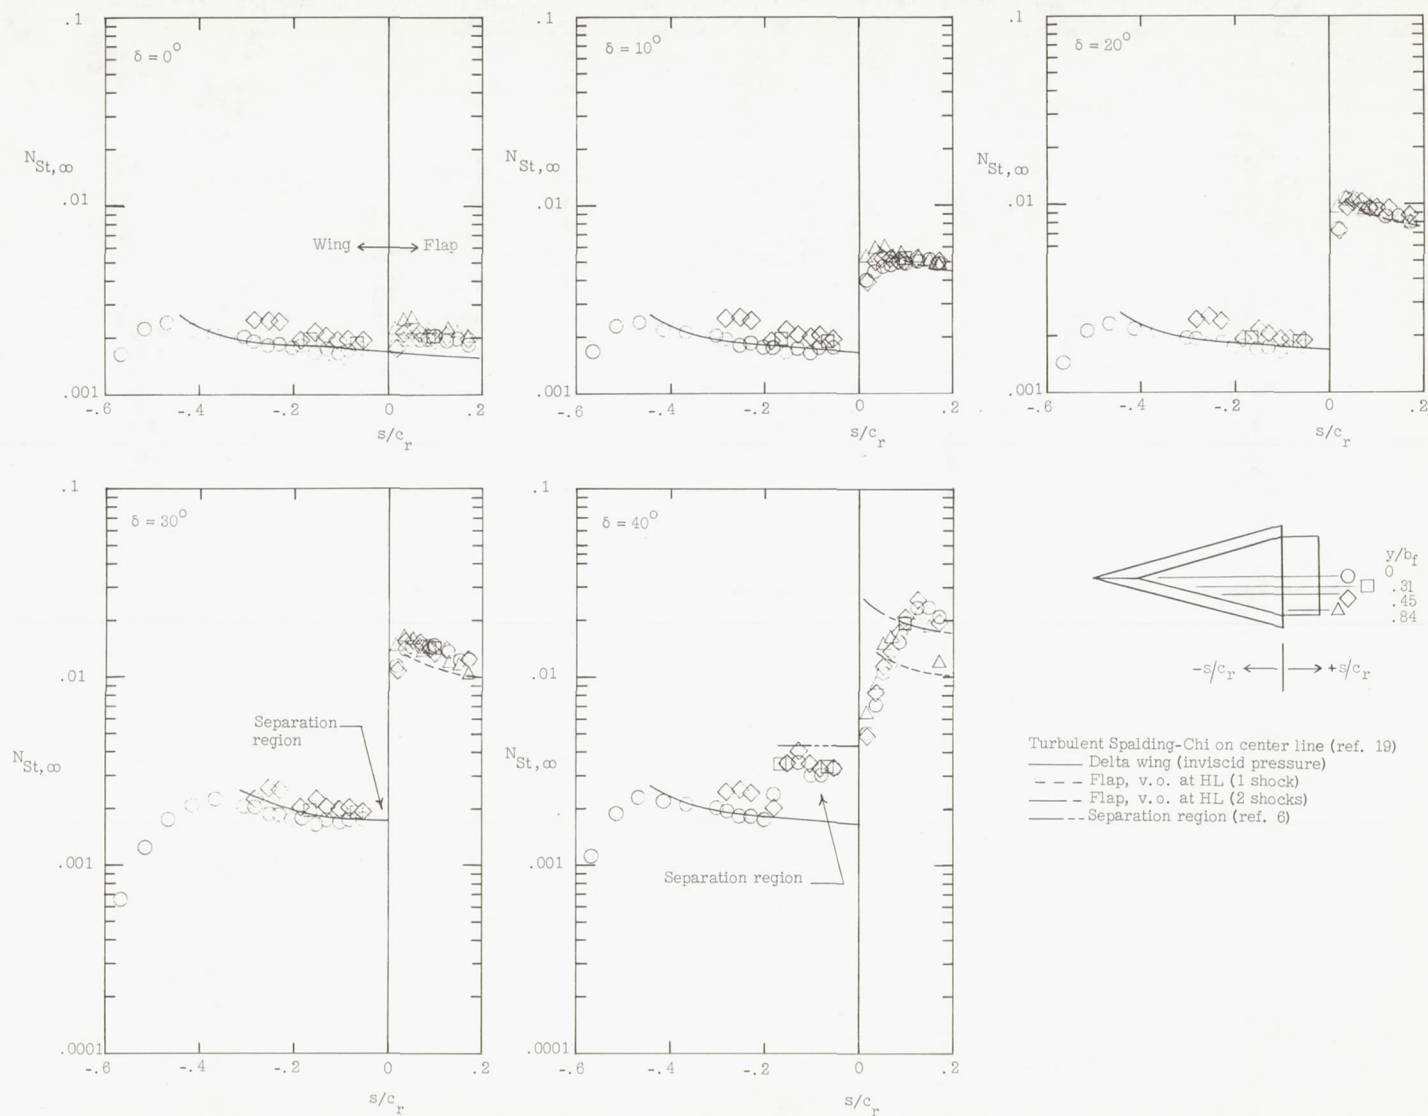 .1
δ = 0°
N_St,∞
.01
Wing ⟷ Flap
.001
-.6 -.4 -.2 0 .2
s/c_r
.1
δ = 10°
N_St,∞
.01
.001
-.6 -.4 -.2 0 .2
s/c_r
.1
δ = 20°
N_St,∞
.01
.001
-.6 -.4 -.2 0 .2
s/c_r
.1
δ = 30°
.01
Separation
region
N_St,∞
.001
.0001
-.6 -.4 -.2 0 .2
s/c_r
.1
δ = 40°
.01
N_St,∞
.001
Separation region
.0001
-.6 -.4 -.2 0 .2
s/c_r
y/b_f
0
.31
.45
.84
-s/c_r +s/c_r
Turbulent Spalding-Chi on center line (ref. 19)
Delta wing (inviscid pressure)
Flap, v.o. at HL (1 shock)
Flap, v.o. at HL (2 shocks)
Separation region (ref. 6)